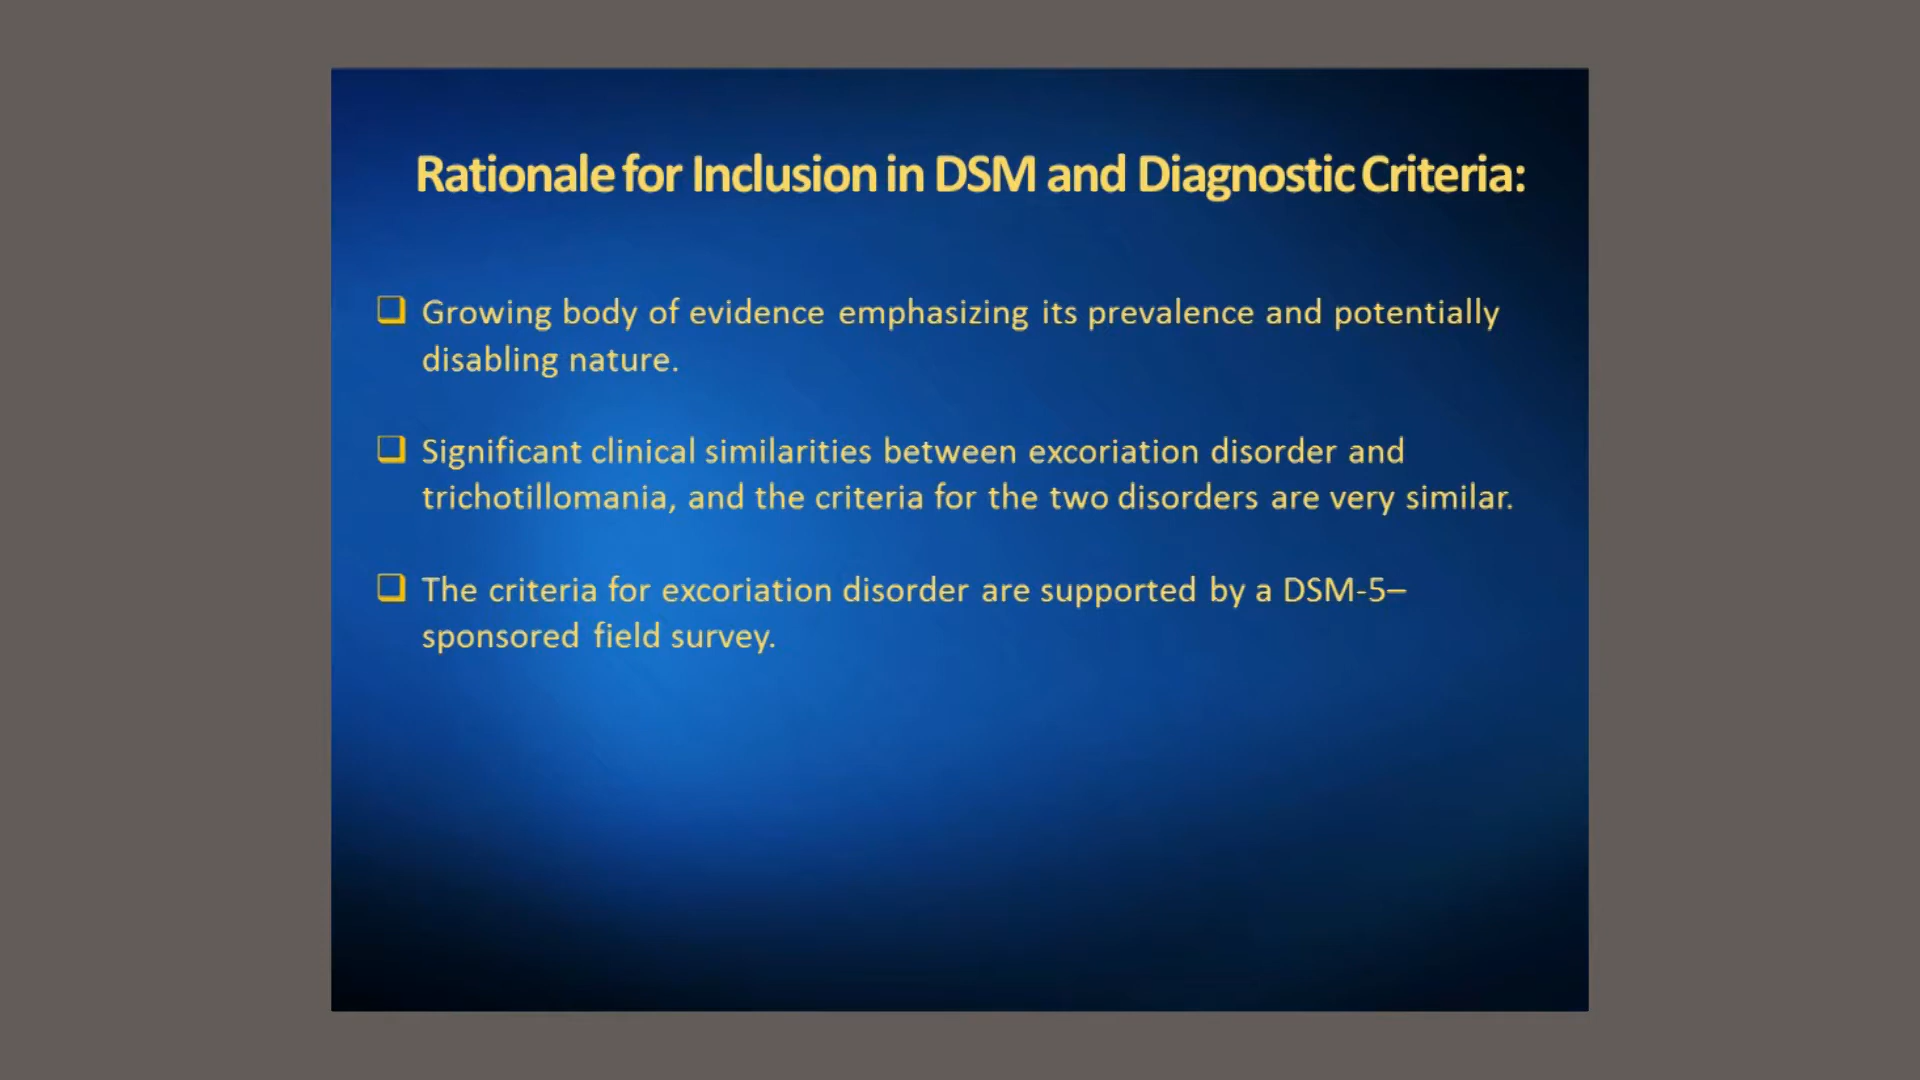 Rationale for Inclusion in DSM and Diagnostic Criteria:
Growing body of evidence emphasizing its prevalence and potentially
disabling nature.
Significant clinical similarities between excoriation disorder and
trichotillomania, and the criteria for the two disorders are very similar.
The criteria for excoriation disorder are supported by a DSM-5–
sponsored field survey.